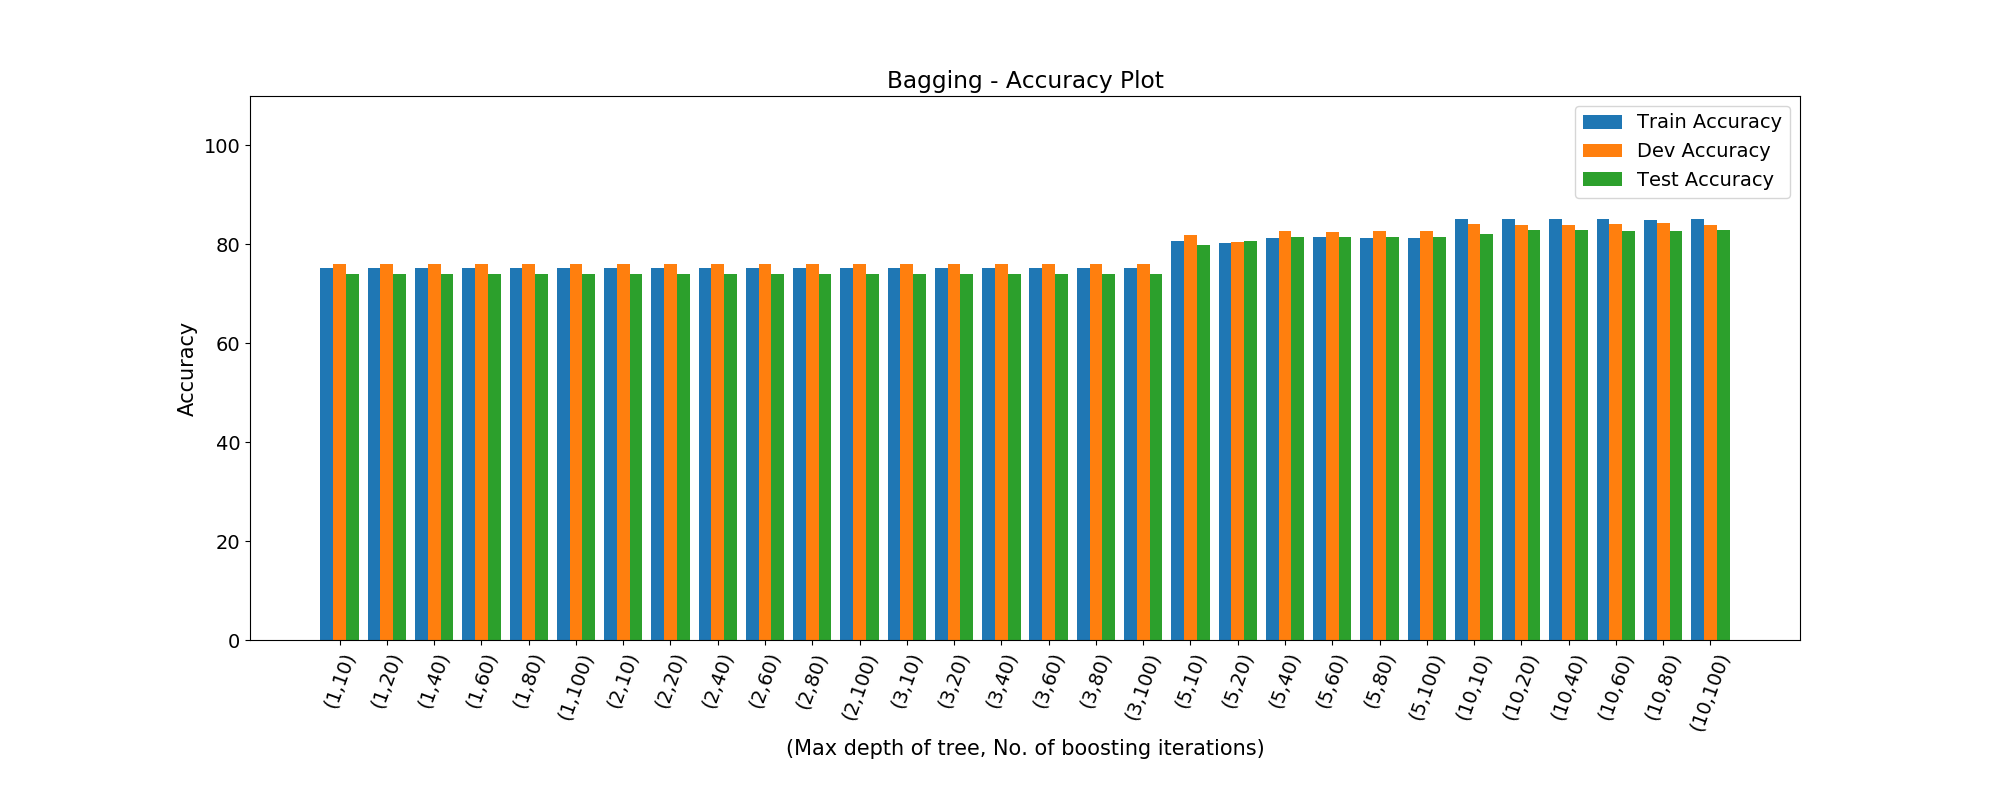 Bagging - Accuracy Plot
Train Accuracy
Dev Accuracy
Test Accuracy
Accuracy
100
80
60
40
20
0
(1,10) (1,20) (1,40) (1,60) (1,80) (1,100) (2,10) (2,20) (2,40) (2,60) (2,80) (2,100) (3,10) (3,20) (3,40) (3,60) (3,80) (3,100) (5,10) (5,20) (5,40) (5,60) (5,80) (5,100) (10,10) (10,20) (10,40) (10,60) (10,80) (10,100)
(Max depth of tree, No. of boosting iterations)